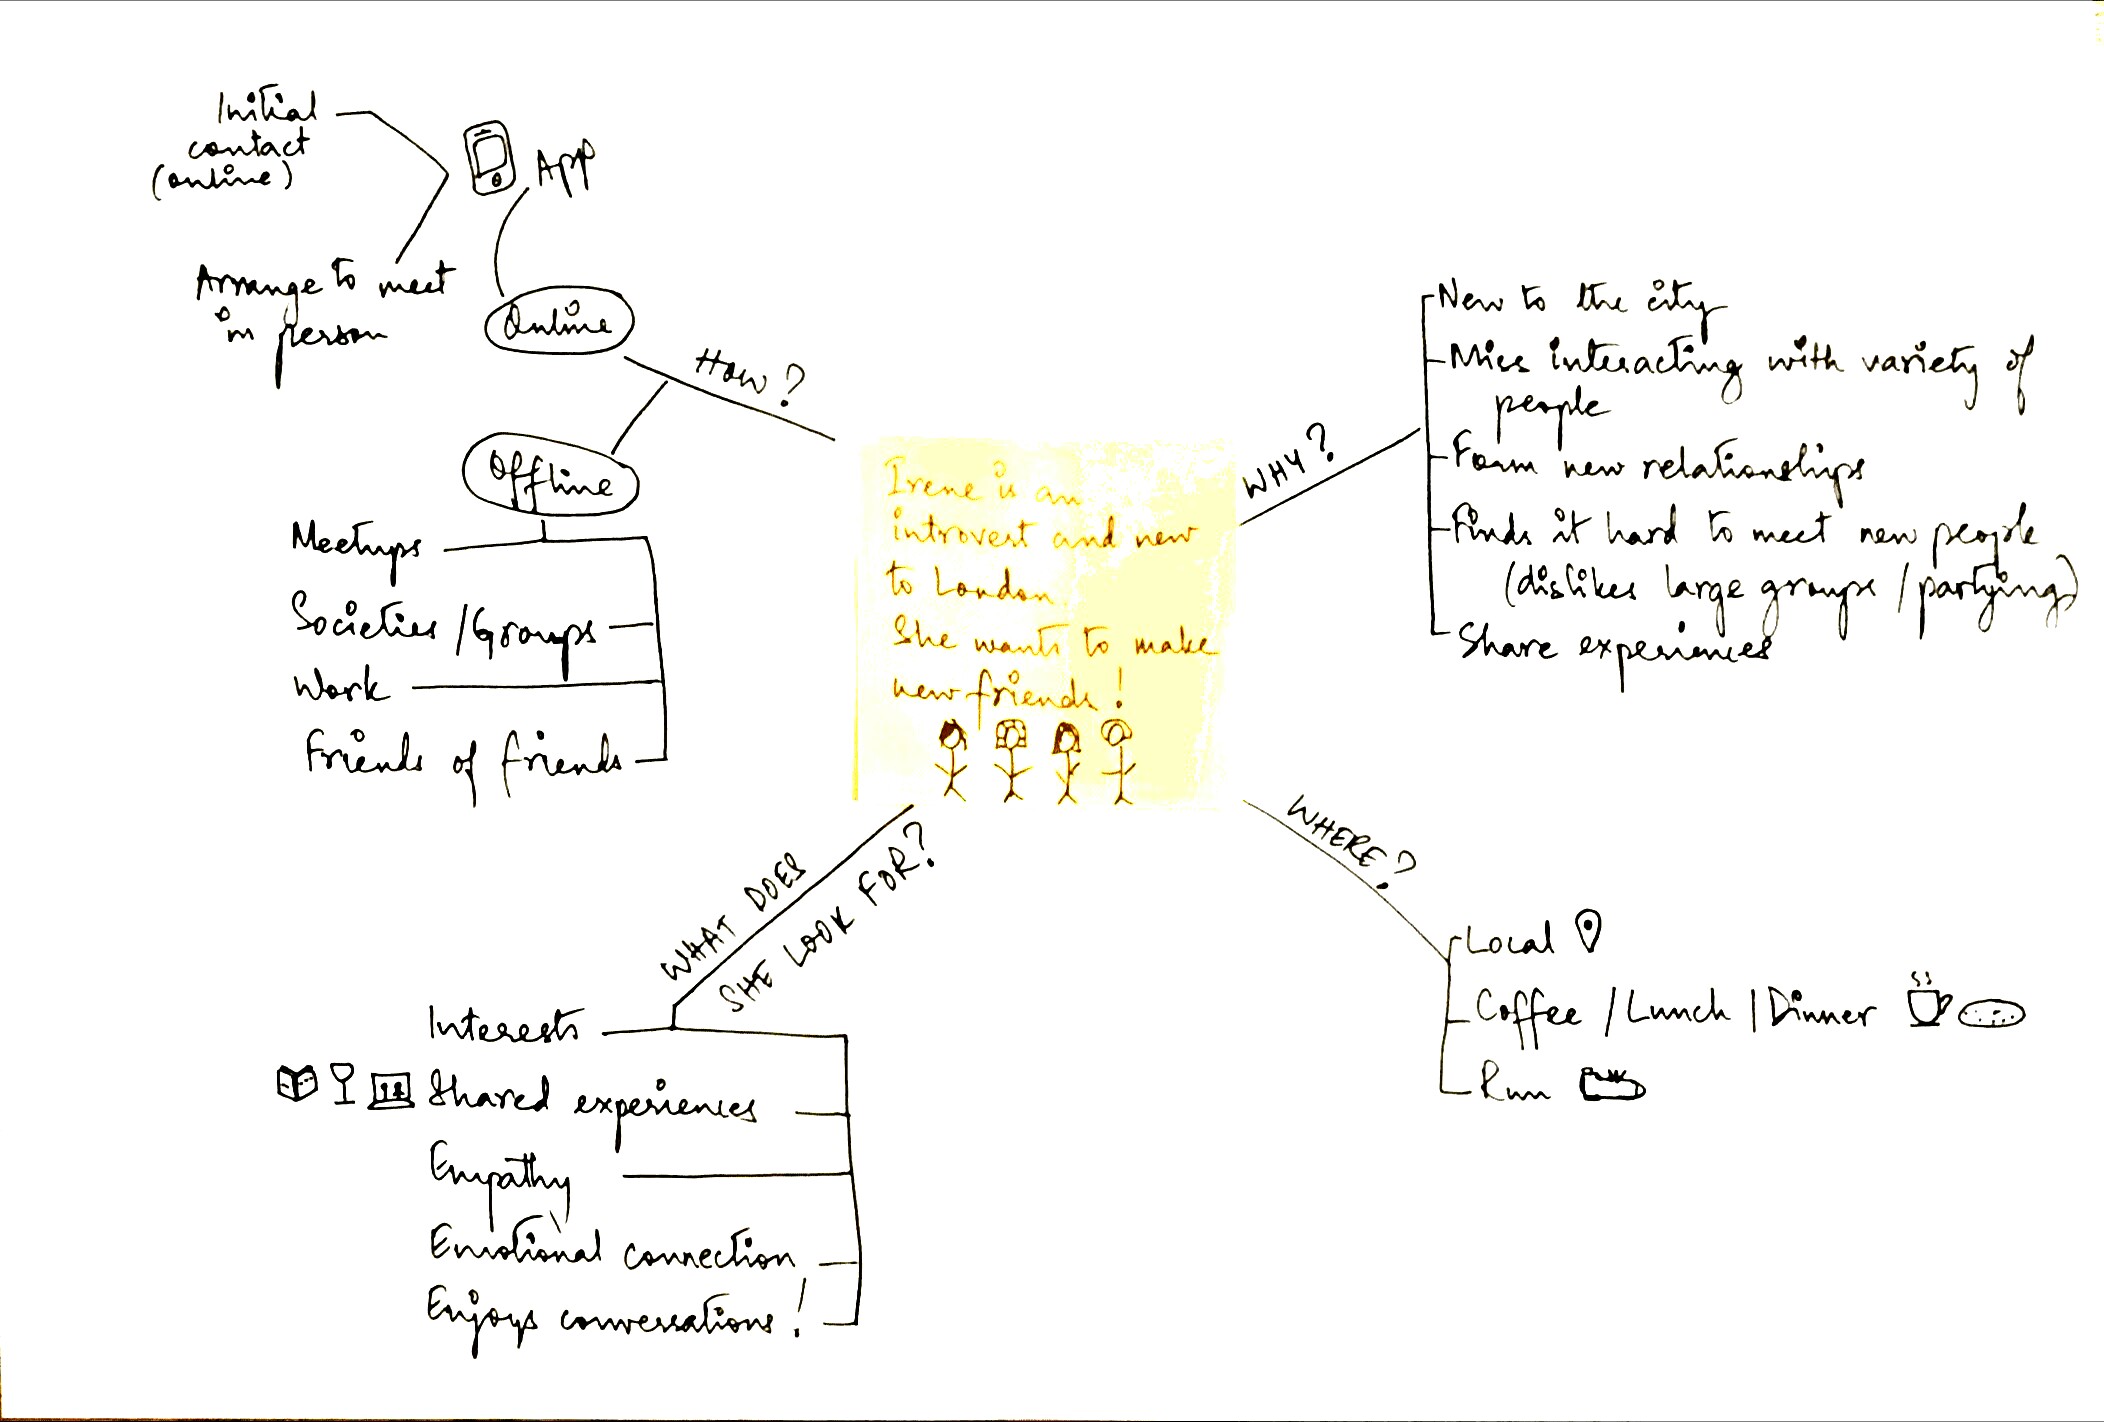 Initial
contact
(online)
App
Arrange to meet
in person
Online
HOW?
Offline
Meetups
Societies / Groups
Work
Friends of friends
Irene is an
introvert and new
to London.
She wants to make
new friends!
WHY?
New to the city
Miss interacting with variety of
people
Form new relationships
Finds it hard to meet new people
(dislikes large groups / partying)
Share experiences
WHAT DOES
SHE LOOK FOR?
Interests
Shared experiences
Empathy
Emotional connection
Enjoys conversations!
WHERE?
Local
Coffee / Lunch / Dinner
Run